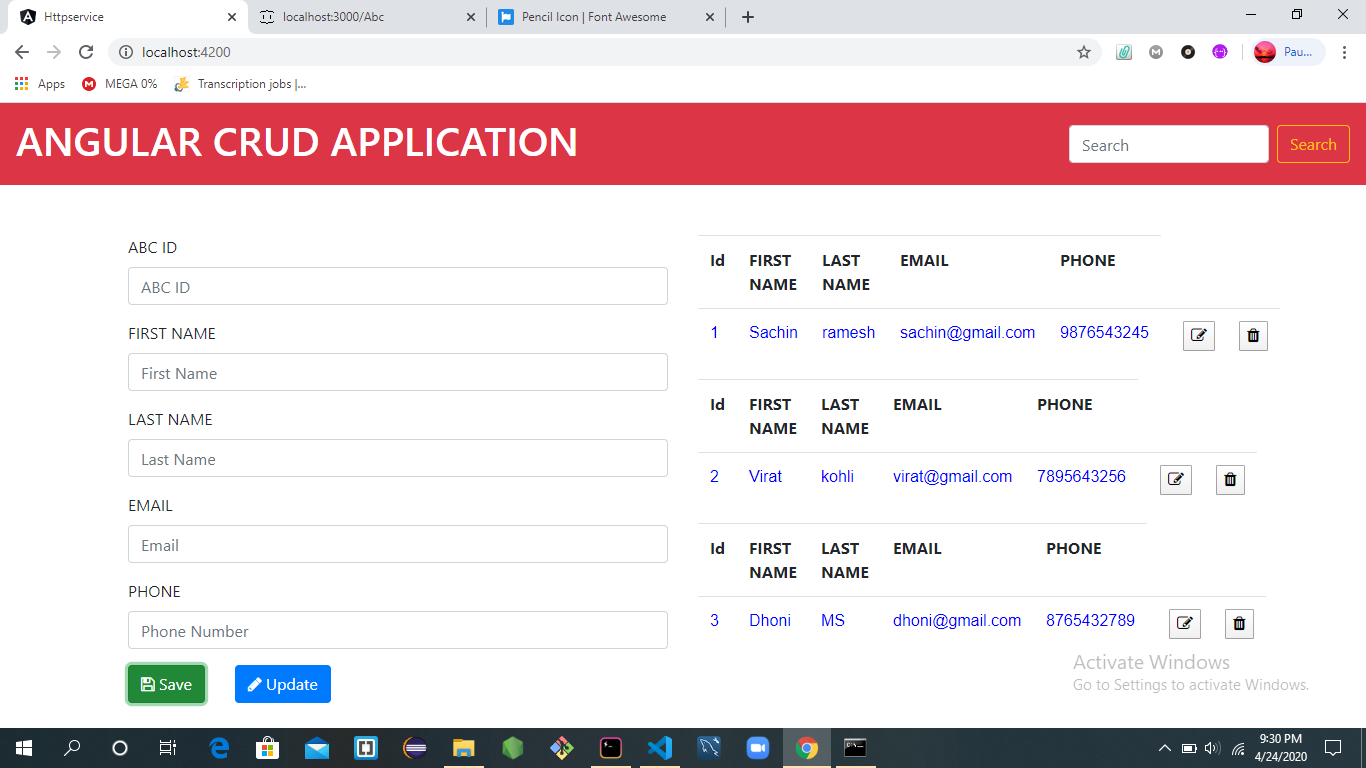 Httpservice
localhost:3000/Abc
Pencil Icon | Font Awesome
localhost:4200
Pau...
Apps
MEGA 0%
Transcription jobs |...
ANGULAR CRUD APPLICATION
Search
Search
ABC ID
ABC ID
FIRST NAME
First Name
LAST NAME
Last Name
EMAIL
Email
PHONE
Phone Number
Save
Update
Id FIRST NAME LAST NAME EMAIL PHONE
1 Sachin ramesh sachin@gmail.com 9876543245
Id FIRST NAME LAST NAME EMAIL PHONE
2 Virat kohli virat@gmail.com 7895643256
Id FIRST NAME LAST NAME EMAIL PHONE
3 Dhoni MS dhoni@gmail.com 8765432789
Activate Windows
Go to Settings to activate Windows.
9:30 PM
4/24/2020